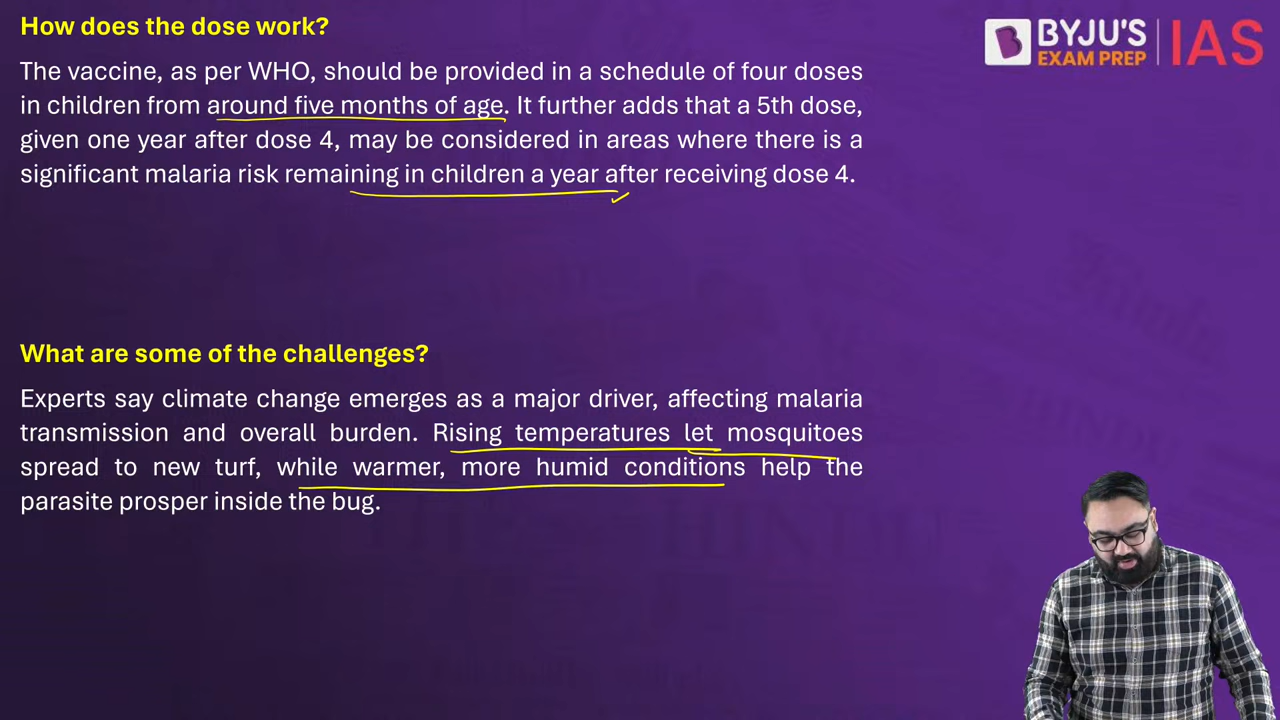 How does the dose work?
BYJU'S
EXAM PREP
IAS
The vaccine, as per WHO, should be provided in a schedule of four doses
in children from around five months of age. It further adds that a 5th dose,
given one year after dose 4, may be considered in areas where there is a
significant malaria risk remaining in children a year after receiving dose 4.
What are some of the challenges?
Experts say climate change emerges as a major driver, affecting malaria
transmission and overall burden. Rising temperatures let mosquitoes
spread to new turf, while warmer, more humid conditions help the
parasite prosper inside the bug.